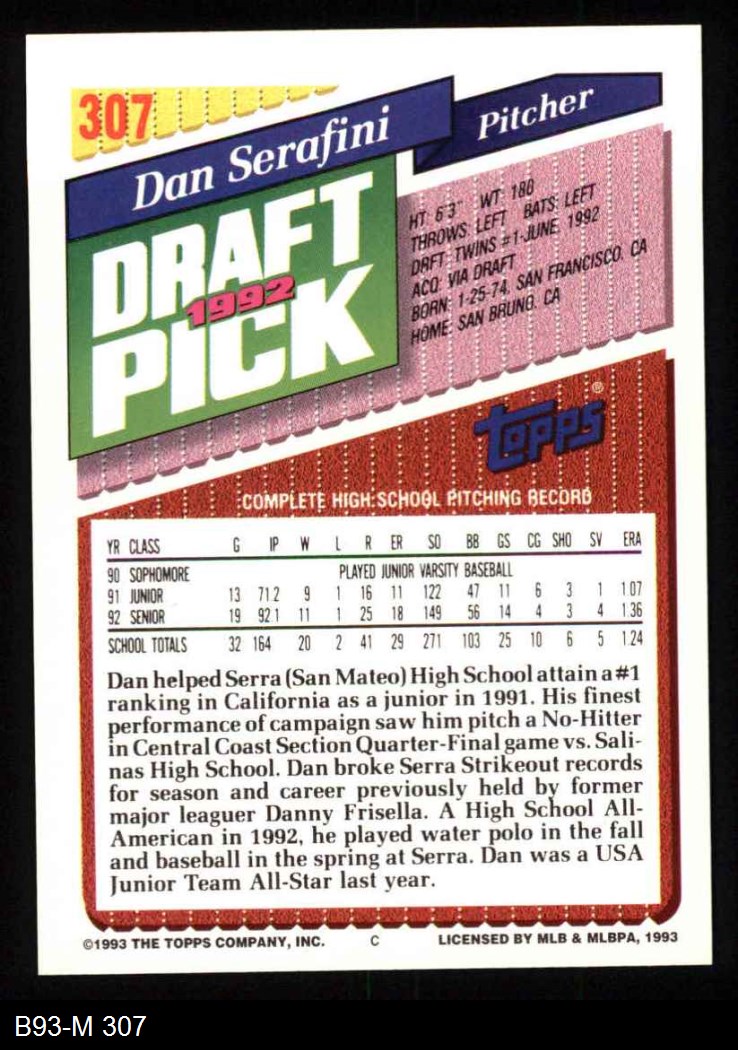 307
Dan Serafini
Pitcher
DRAFT
1992
PICK
HT: 6'3" WT: 180
THROWS: LEFT BATS: LEFT
DRFT: TWINS #1-JUNE, 1992
ACQ: VIA DRAFT
BORN: 1-25-74, SAN FRANCISCO, CA
HOME: SAN BRUNO, CA
topps®
COMPLETE HIGH SCHOOL PITCHING RECORD
YR CLASS G IP W L R ER SO BB GS CG SHO SV ERA
90 SOPHOMORE PLAYED JUNIOR VARSITY BASEBALL
91 JUNIOR 13 71.2 9 1 16 11 122 47 11 6 3 1 1.07
92 SENIOR 19 92.1 11 1 25 18 149 56 14 4 3 4 1.36
SCHOOL TOTALS 32 164 20 2 41 29 271 103 25 10 6 5 1.24
Dan helped Serra (San Mateo) High School attain a #1
ranking in California as a junior in 1991. His finest
performance of campaign saw him pitch a No-Hitter
in Central Coast Section Quarter-Final game vs. Sali-
nas High School. Dan broke Serra Strikeout records
for season and career previously held by former
major leaguer Danny Frisella. A High School All-
American in 1992, he played water polo in the fall
and baseball in the spring at Serra. Dan was a USA
Junior Team All-Star last year.
©1993 THE TOPPS COMPANY, INC. C LICENSED BY MLB & MLBPA, 1993
B93-M 307